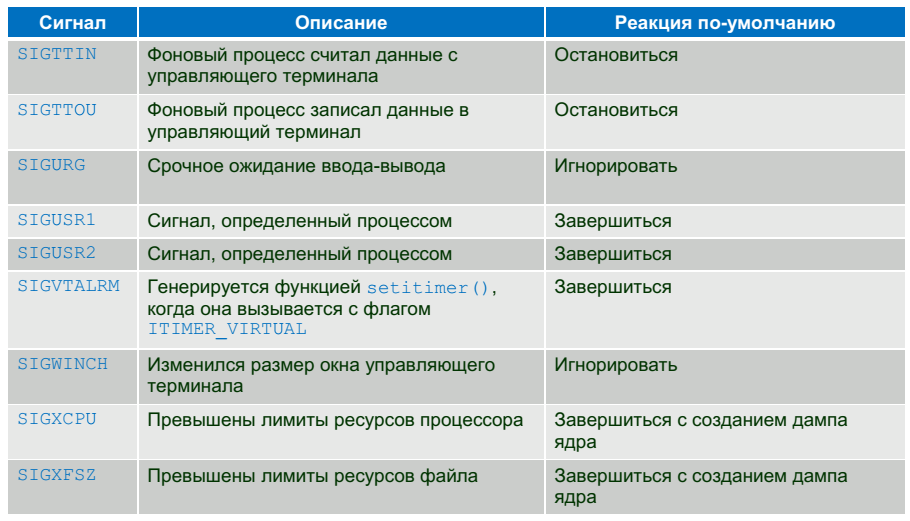 Сигнал Описание Реакция по-умолчанию
SIGTTIN Фоновый процесс считал данные с Остановиться
управляющего терминала
SIGTTOU Фоновый процесс записал данные в Остановиться
управляющий терминал
SIGURG Срочное ожидание ввода-вывода Игнорировать
SIGUSR1 Сигнал, определенный процессом Завершиться
SIGUSR2 Сигнал, определенный процессом Завершиться
SIGVTALRM Генерируется функцией setitimer(), Завершиться
когда она вызывается с флагом
ITIMER_VIRTUAL
SIGWINCH Изменился размер окна управляющего Игнорировать
терминала
SIGXCPU Превышены лимиты ресурсов процессора Завершиться с созданием дампа
ядра
SIGXFSZ Превышены лимиты ресурсов файла Завершиться с созданием дампа
ядра